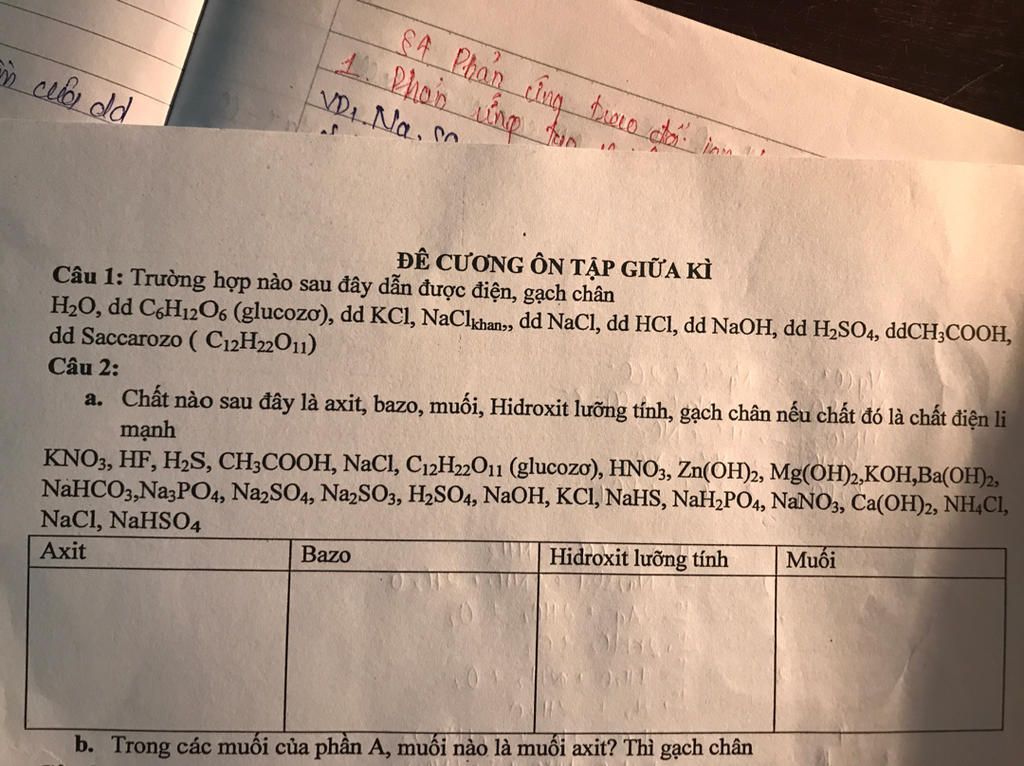 cuả dd
§4 Phản ứng trao đổi
1. Phản ứng tạo
VD1. Na
ĐỀ CƯƠNG ÔN TẬP GIỮA KÌ
Câu 1: Trường hợp nào sau đây dẫn được điện, gạch chân
H₂O, dd C₆H₁₂O₆ (glucozơ), dd KCl, NaClkhan,, dd NaCl, dd HCl, dd NaOH, dd H₂SO₄, ddCH₃COOH,
dd Saccarozo ( C₁₂H₂₂O₁₁)
Câu 2:
a. Chất nào sau đây là axit, bazo, muối, Hidroxit lưỡng tính, gạch chân nếu chất đó là chất điện li
mạnh
KNO₃, HF, H₂S, CH₃COOH, NaCl, C₁₂H₂₂O₁₁ (glucozơ), HNO₃, Zn(OH)₂, Mg(OH)₂,KOH,Ba(OH)₂,
NaHCO₃,Na₃PO₄, Na₂SO₄, Na₂SO₃, H₂SO₄, NaOH, KCl, NaHS, NaH₂PO₄, NaNO₃, Ca(OH)₂, NH₄Cl,
NaCl, NaHSO₄
Axit Bazo Hidroxit lưỡng tính Muối
b. Trong các muối của phần A, muối nào là muối axit? Thì gạch chân